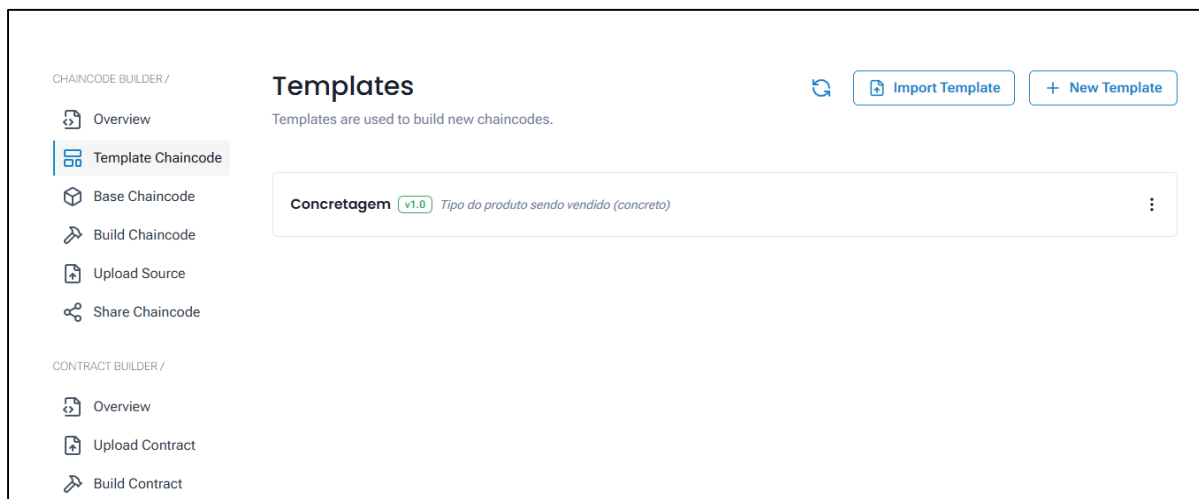 CHAINCODE BUILDER /
Overview
Template Chaincode
Base Chaincode
Build Chaincode
Upload Source
Share Chaincode
CONTRACT BUILDER /
Overview
Upload Contract
Build Contract
Templates
Templates are used to build new chaincodes.
Import Template
+ New Template
Concretagem v1.0 Tipo do produto sendo vendido (concreto)